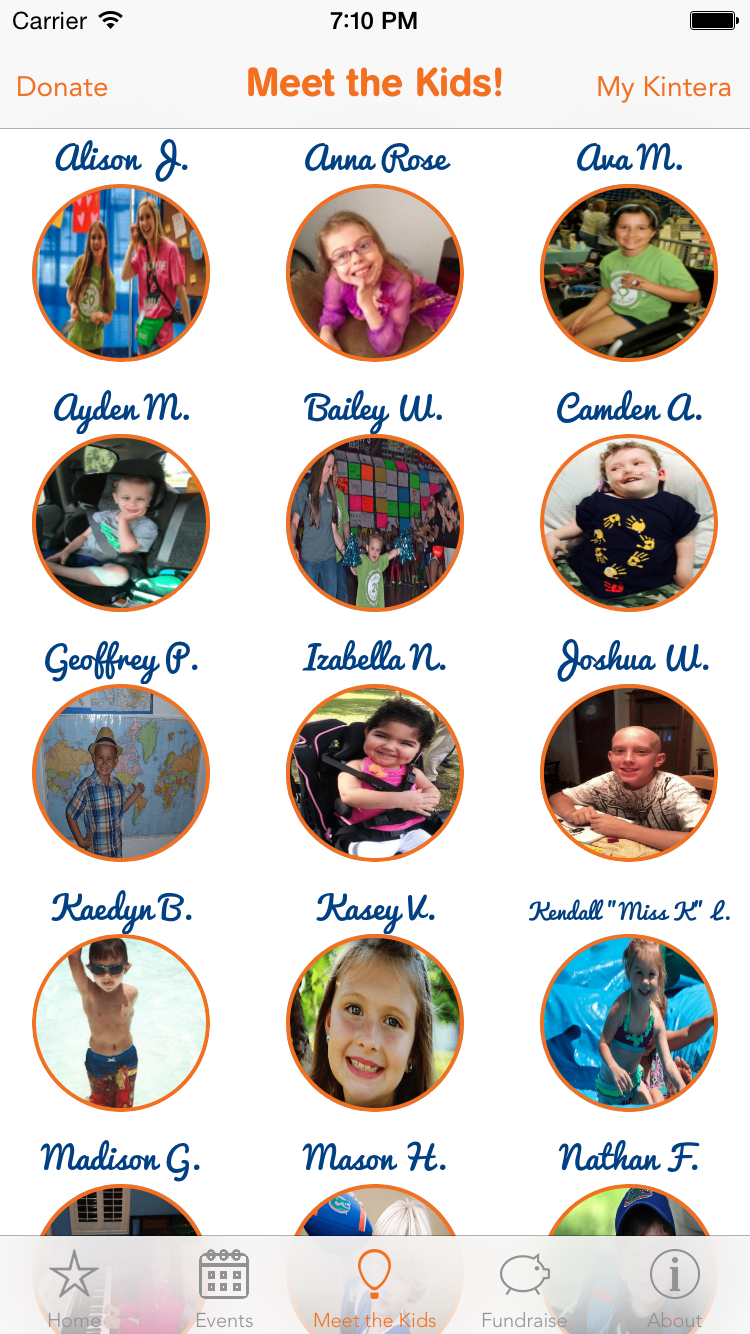 Carrier 7:10 PM
Donate Meet the Kids! My Kintera
Alison J. Anna Rose Ava M.
Ayden M. Bailey W. Camden A.
Geoffrey P. Izabella N. Joshua W.
Kaedyn B. Kasey V. Kendall "Miss K" L.
Madison G. Mason H. Nathan F.
Home Events Meet the Kids Fundraise About